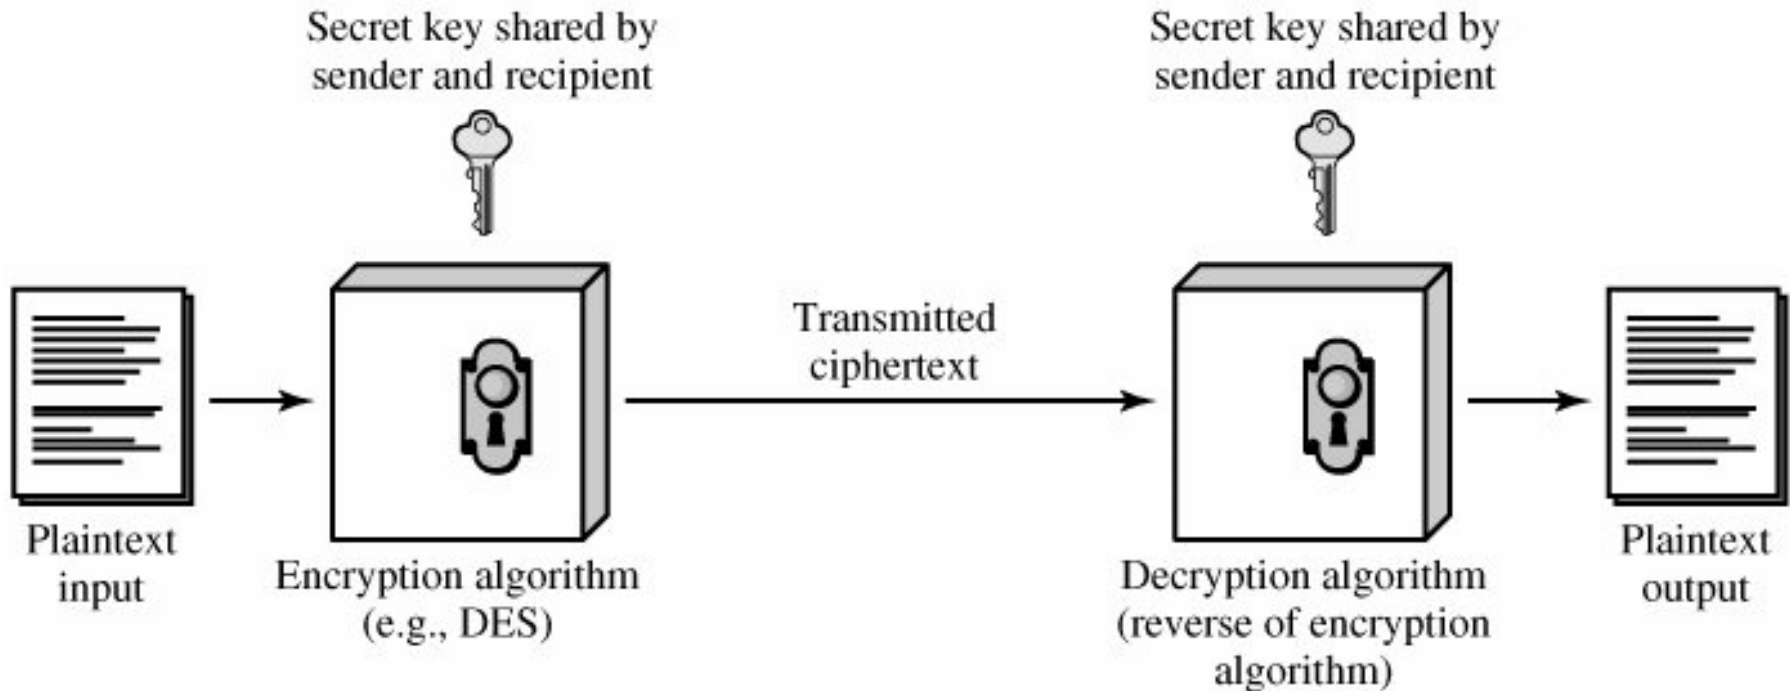 Secret key shared by
sender and recipient
Secret key shared by
sender and recipient
Transmitted
ciphertext
Plaintext
input
Encryption algorithm
(e.g., DES)
Decryption algorithm
(reverse of encryption
algorithm)
Plaintext
output